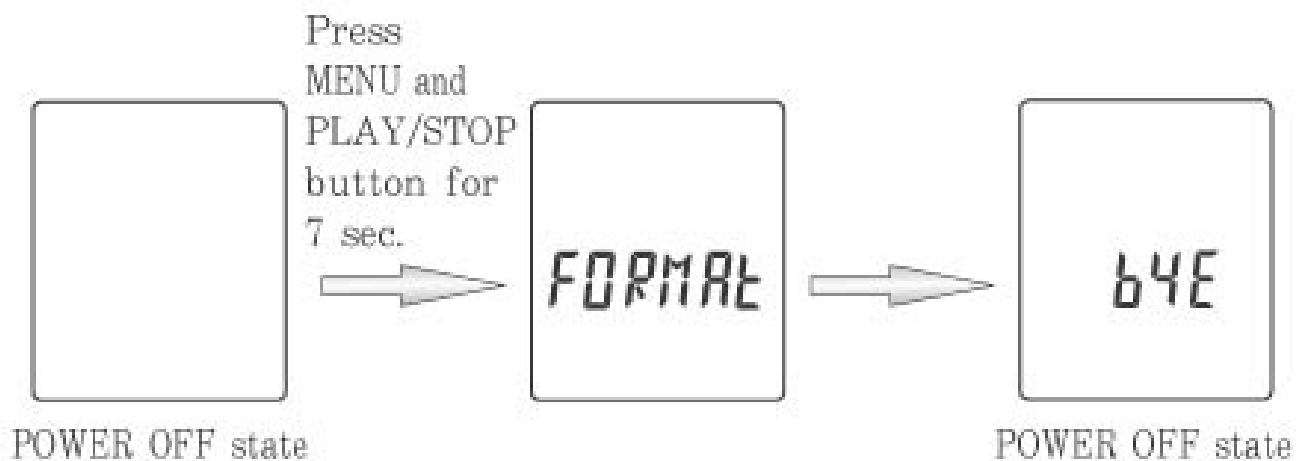 Press
MENU and
PLAY/STOP
button for
7 sec.
FORMAt
bYE
POWER OFF state
POWER OFF state